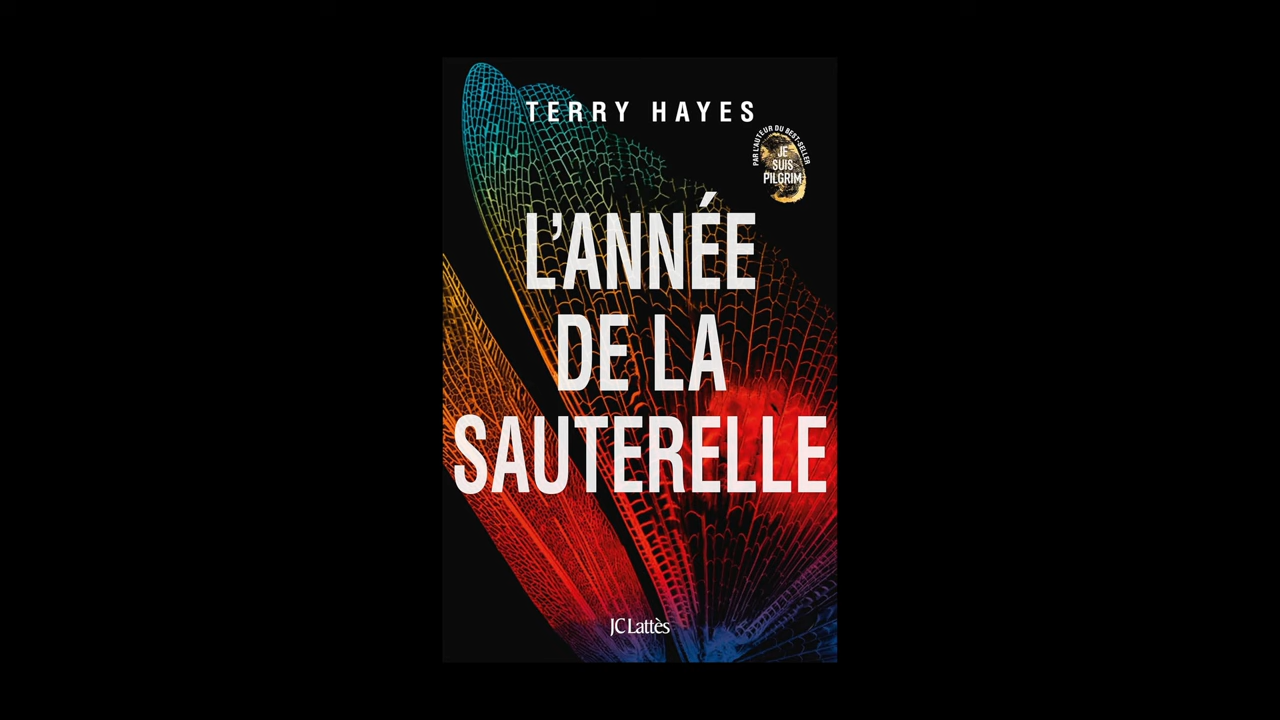 TERRY HAYES
PAR L'AUTEUR DU BEST-SELLER
JE
SUIS
PILGRIM
L'ANNÉE
DE LA
SAUTERELLE
JC Lattès